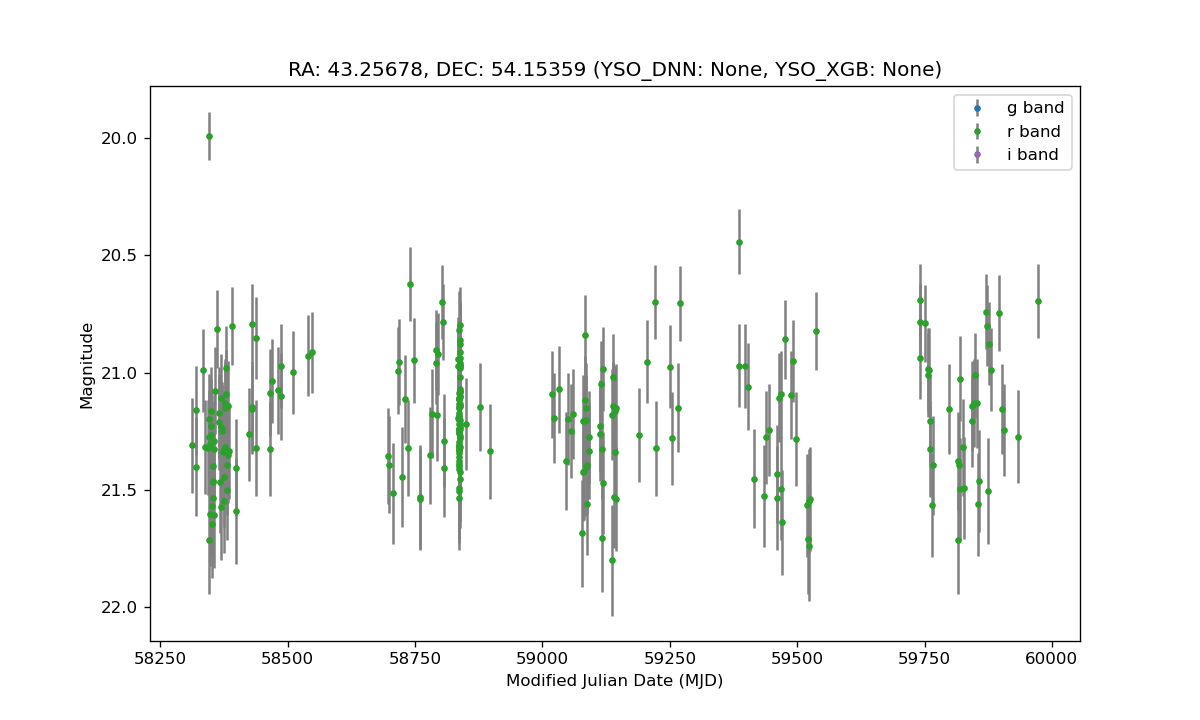 RA: 43.25678, DEC: 54.15359 (YSO_DNN: None, YSO_XGB: None)
g band
r band
i band
20.0
20.5
21.0
21.5
22.0
Magnitude
58250 58500 58750 59000 59250 59500 59750 60000
Modified Julian Date (MJD)